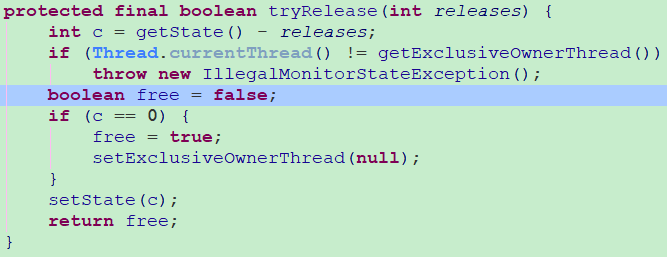 protected final boolean tryRelease(int releases) {
    int c = getState() - releases;
    if (Thread.currentThread() != getExclusiveOwnerThread())
        throw new IllegalMonitorStateException();
    boolean free = false;
    if (c == 0) {
        free = true;
        setExclusiveOwnerThread(null);
    }
    setState(c);
    return free;
}